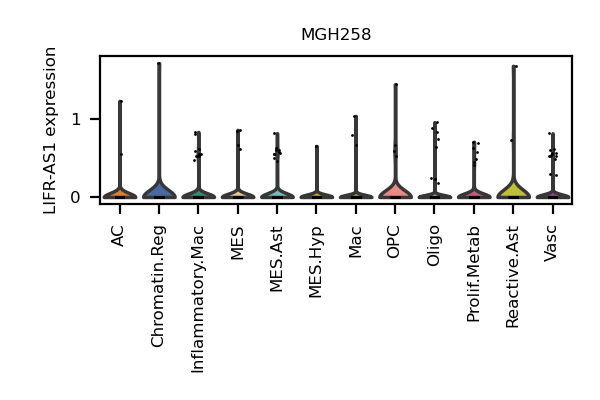 MGH258
LIFR-AS1 expression
1
0
AC
Chromatin.Reg
Inflammatory.Mac
MES
MES.Ast
MES.Hyp
Mac
OPC
Oligo
Prolif.Metab
Reactive.Ast
Vasc